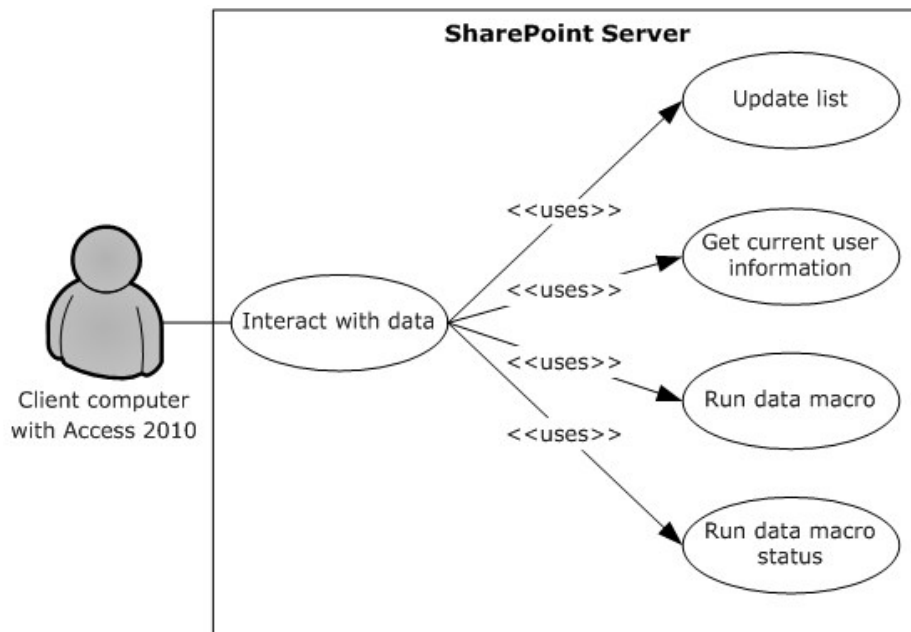 SharePoint Server
Update list
<<uses>>
Get current user
information
<<uses>>
Interact with data
<<uses>>
Run data macro
Client computer
with Access 2010
<<uses>>
Run data macro
status